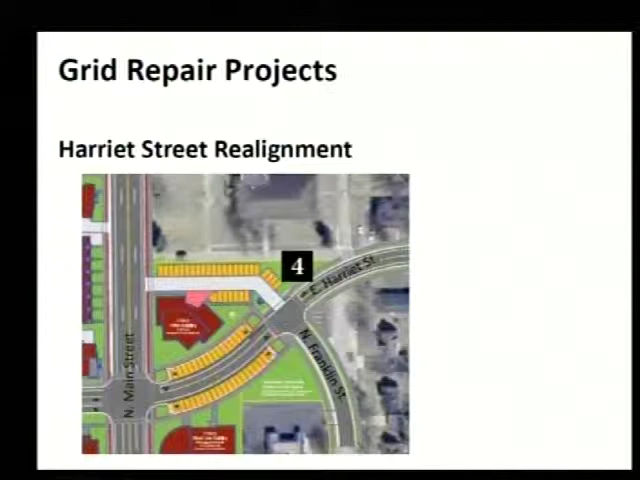 Grid Repair Projects
Harriet Street Realignment
4
E. Harriet St.
N. Franklin St.
N. Main Street